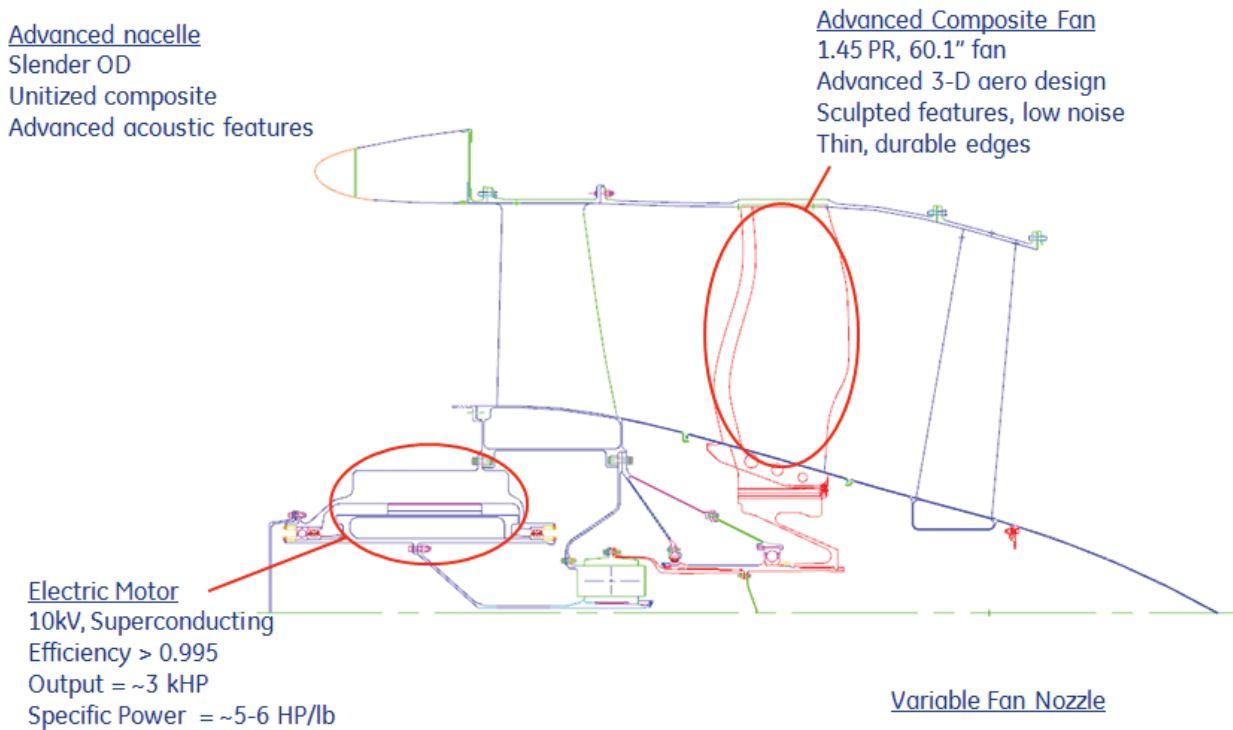 Advanced nacelle
Slender OD
Unitized composite
Advanced acoustic features
Advanced Composite Fan
1.45 PR, 60.1" fan
Advanced 3-D aero design
Sculpted features, low noise
Thin, durable edges
Electric Motor
10kV, Superconducting
Efficiency > 0.995
Output = ~3 kHP
Specific Power = ~5-6 HP/lb
Variable Fan Nozzle